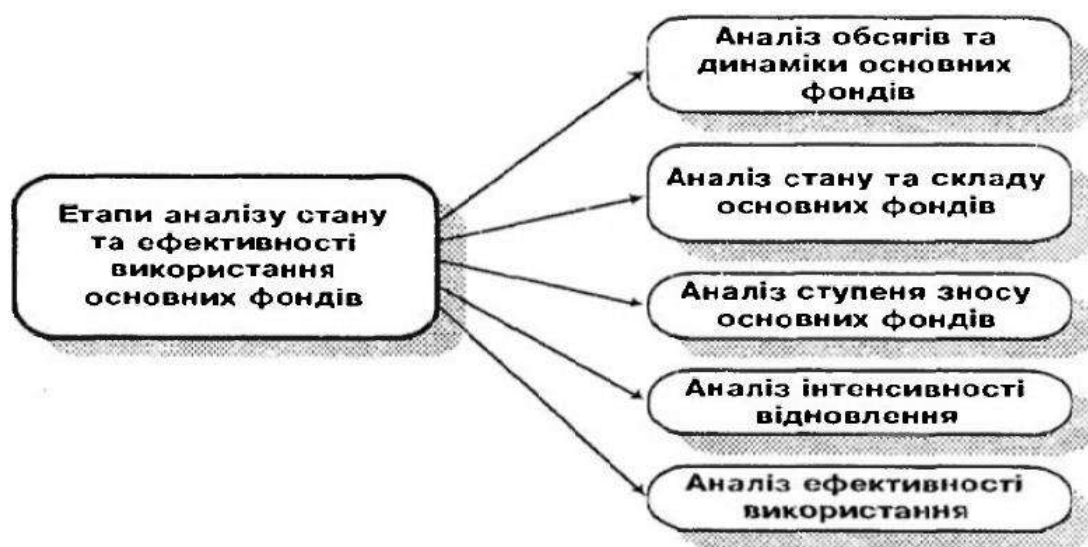 Етапи аналізу стану
та ефективності
використання
основних фондів
Аналіз обсягів та
динаміки основних
фондів
Аналіз стану та складу
основних фондів
Аналіз ступеня зносу
основних фондів
Аналіз інтенсивності
відновлення
Аналіз ефективності
використання